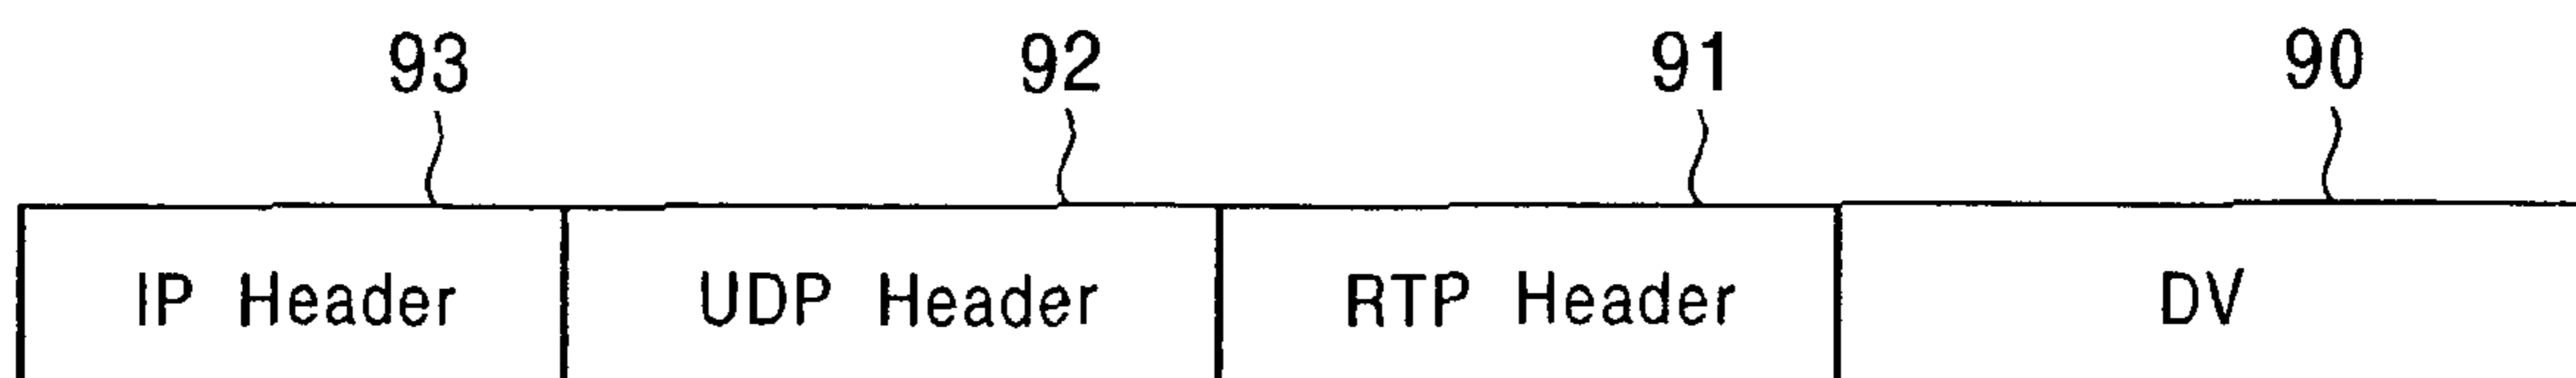 93 92 91 90
IP Header UDP Header RTP Header DV